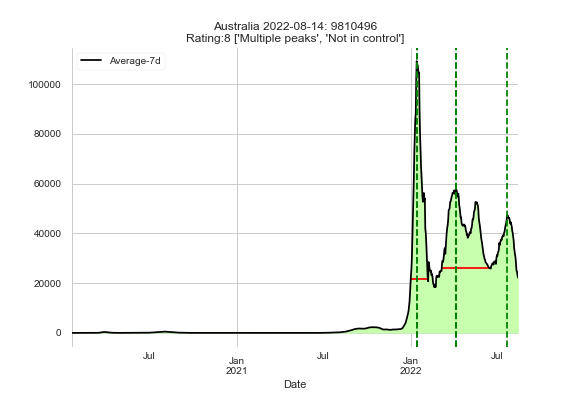 Australia 2022-08-14: 9810496
Rating:8 ['Multiple peaks', 'Not in control']
Average-7d
100000
80000
60000
40000
20000
0
Jul
Jan
2021
Jul
Jan
2022
Jul
Date